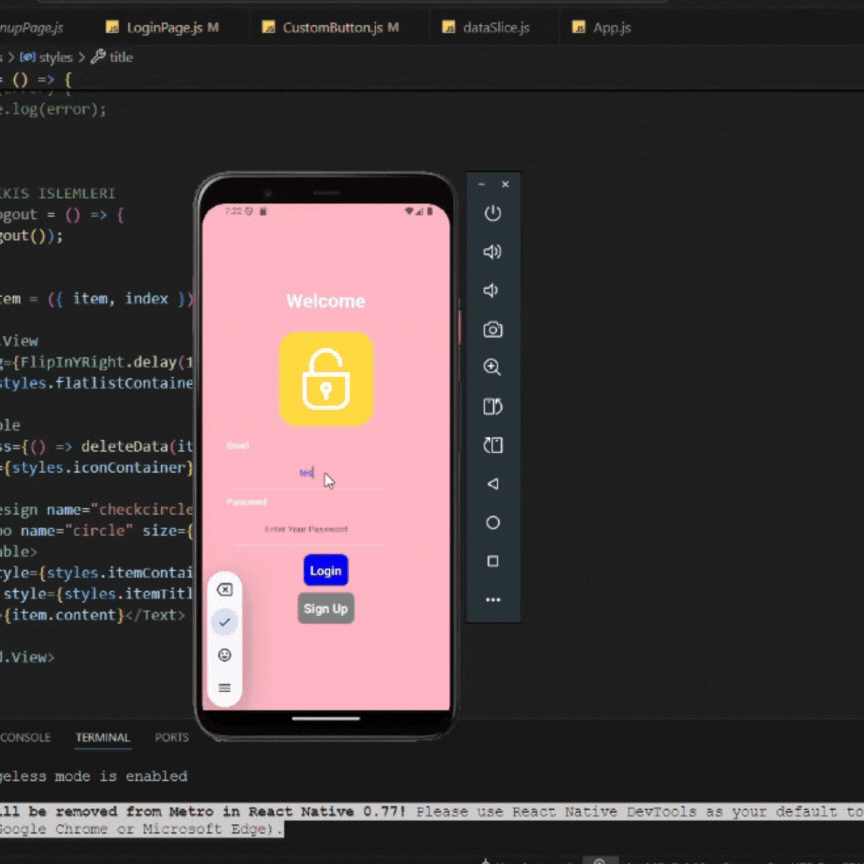 nupPage.js LoginPage.js M CustomButton.js M dataSlice.js App.js
s > styles > title
= () => {
e.log(error);
KIS ISLEMLERI
ogout = () => {
gout());
tem = ({ item, index })
.View
g={FlipInYRight.delay(1
styles.flatlistContaine
ble
ss={() => deleteData(it
={styles.iconContainer}
esign name="checkcircle
oo name="circle" size={
able>
tyle={styles.itemContai
style={styles.itemTitl
={item.content}</Text>
d.View>
7:22
Welcome
Email
tes
Password
Enter Your Password
Login
Sign Up
CONSOLE TERMINAL PORTS
geless mode is enabled
ll be removed from Metro in React Native 0.77! Please use React Native DevTools as your default to
Google Chrome or Microsoft Edge).